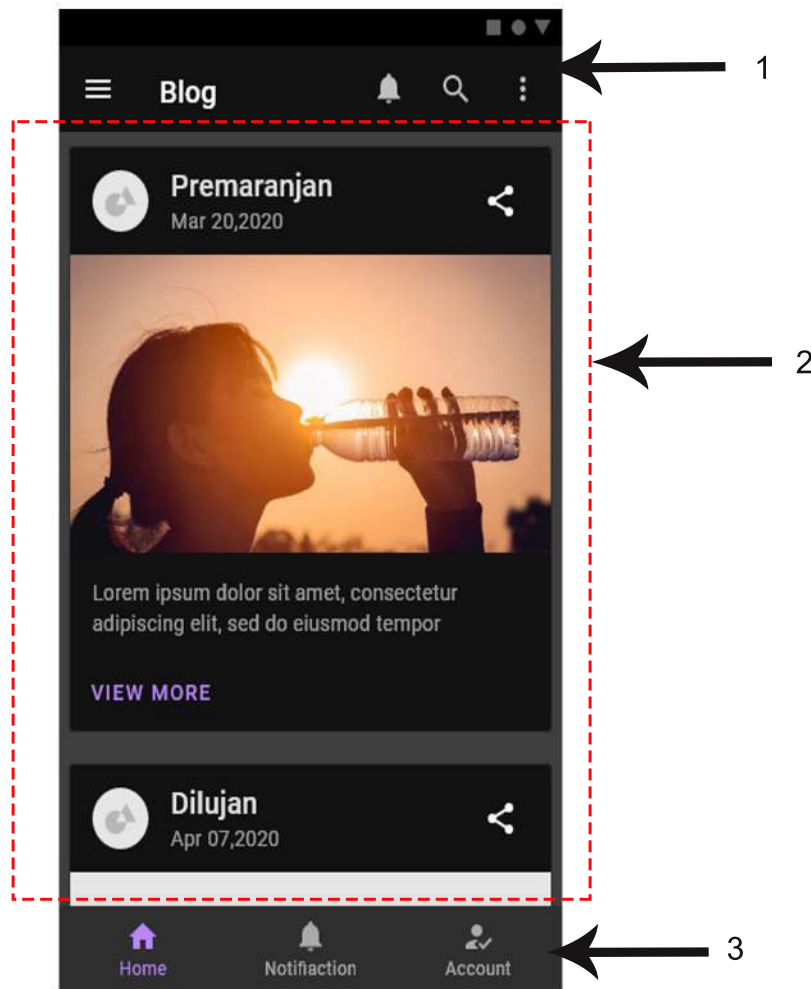 1
Blog
Premaranjan
Mar 20,2020
2
Lorem ipsum dolor sit amet, consectetur
adipiscing elit, sed do eiusmod tempor
VIEW MORE
Dilujan
Apr 07,2020
Home
Notifiaction
Account
3